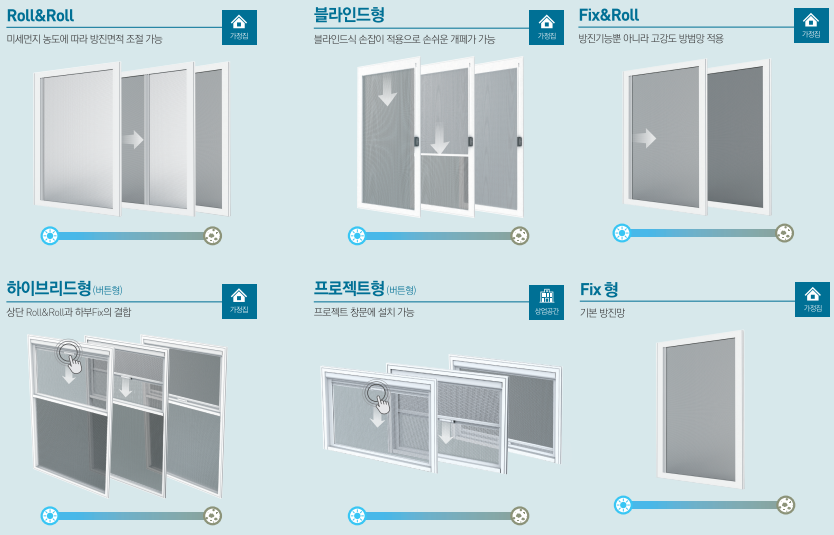 Roll&Roll
가정집
미세먼지 농도에 따라 방진면적 조절 가능
블라인드형
가정집
블라인드식 손잡이 적용으로 손쉬운 개폐가 가능
Fix&Roll
가정집
방진기능뿐 아니라 고강도 방범망 적용
하이브리드형 (버튼형)
가정집
상단 Roll&Roll과 하부Fix의 결합
프로젝트형 (버튼형)
상업공간
프로젝트 창문에 설치 가능
Fix 형
가정집
기본 방진망